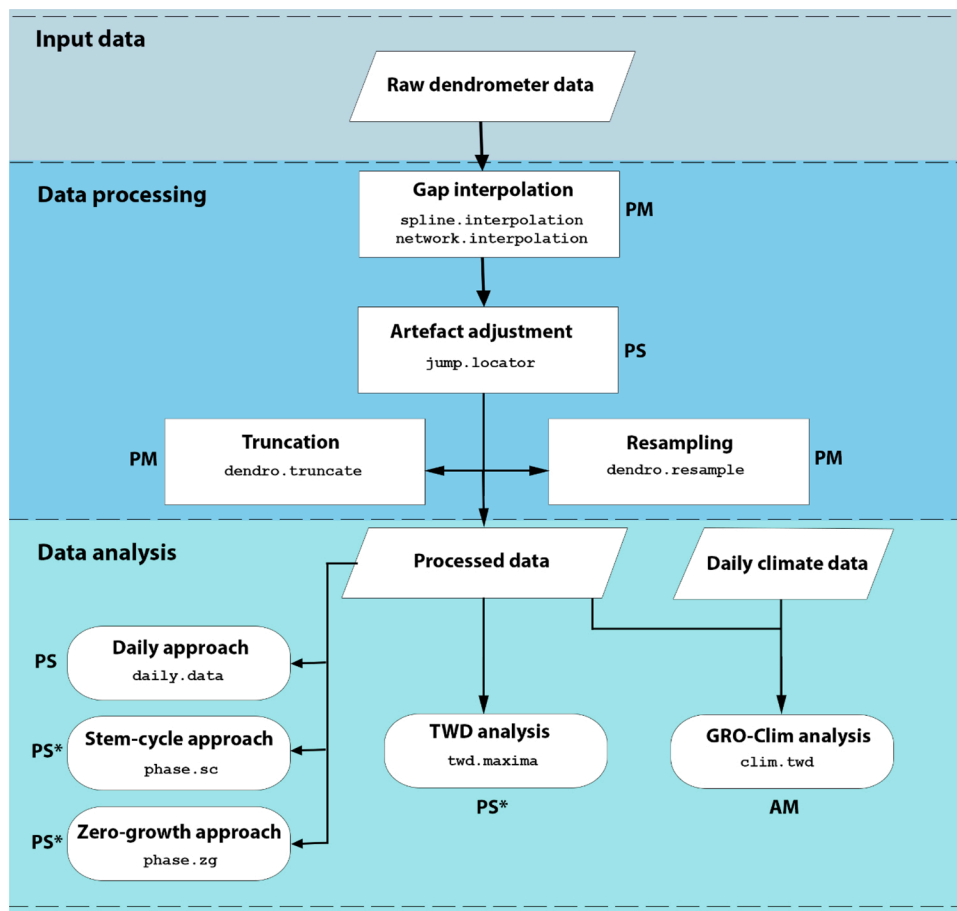 Input data
Raw dendrometer data
Data processing
Gap interpolation
spline.interpolation
network.interpolation
PM
Artefact adjustment
jump.locator
PS
Truncation
dendro.truncate
PM
Resampling
dendro.resample
PM
Data analysis
Processed data
Daily climate data
Daily approach
daily.data
PS
Stem-cycle approach
phase.sc
PS*
Zero-growth approach
phase.zg
PS*
TWD analysis
twd.maxima
PS*
GRO-Clim analysis
clim.twd
AM